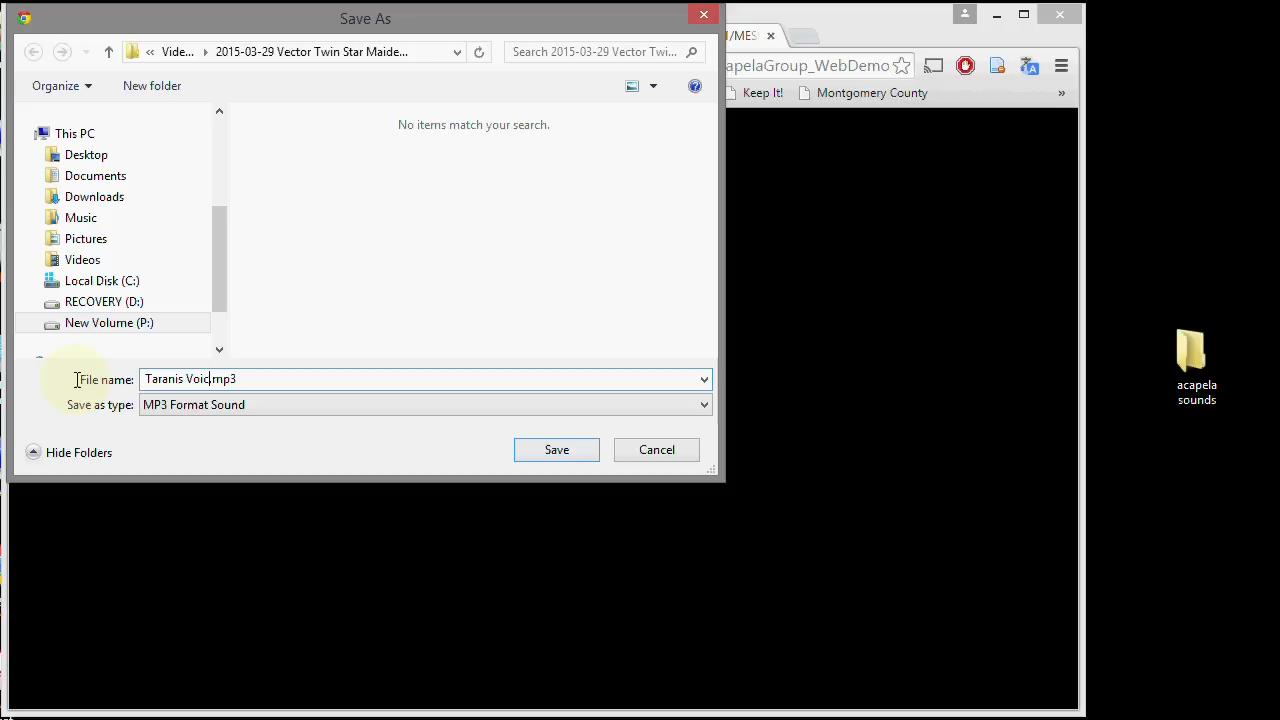 Save As
« Vide... 2015-03-29 Vector Twin Star Maide...
Search 2015-03-29 Vector Twi...
Organize New folder
No items match your search.
This PC
Desktop
Documents
Downloads
Music
Pictures
Videos
Local Disk (C:)
RECOVERY (D:)
New Volume (P:)
File name: Taranis Voic.mp3
Save as type: MP3 Format Sound
Hide Folders
Save Cancel
/MES
apelaGroup_WebDemo
Keep It! Montgomery County »
acapela
sounds